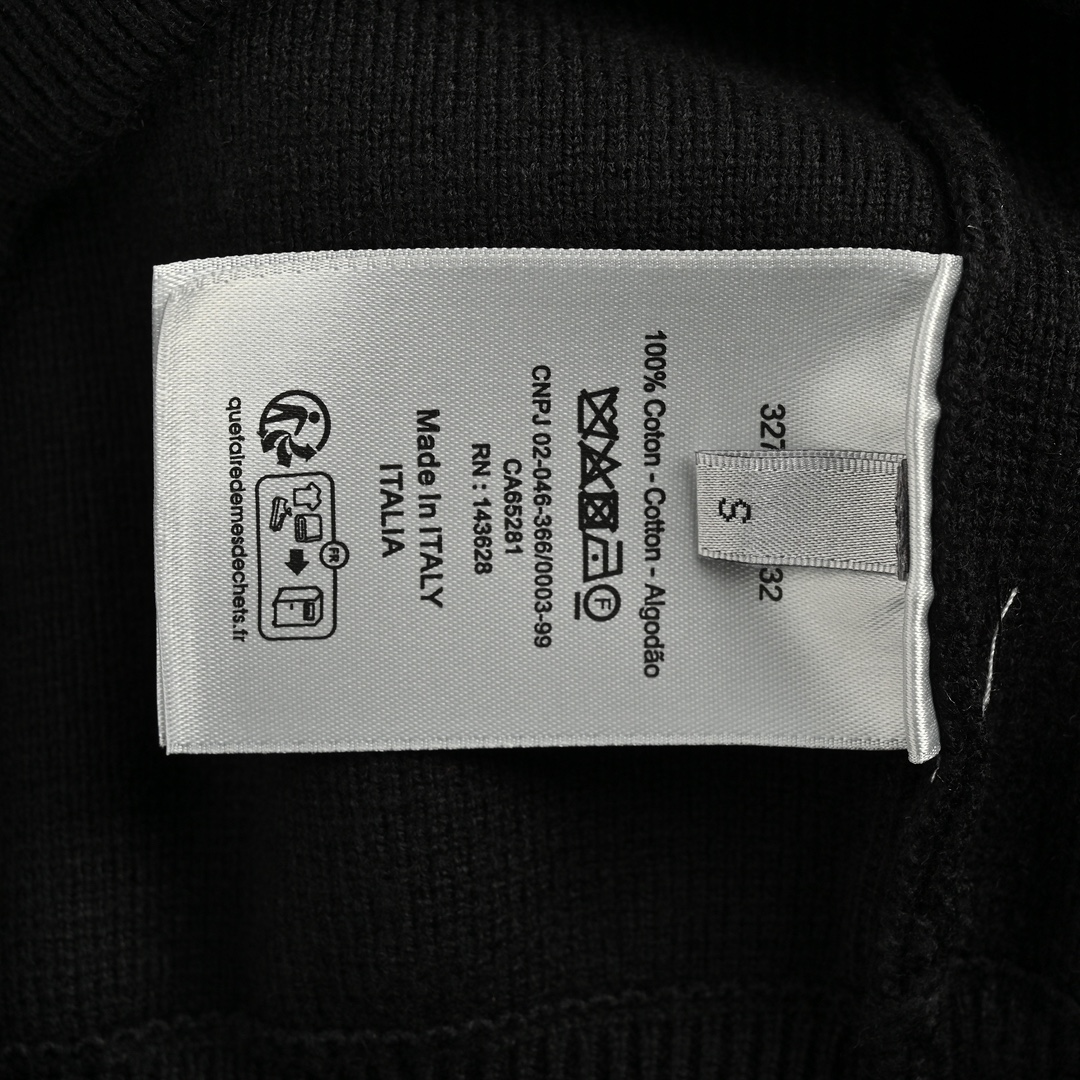 327
32
S
100% Coton - Cotton - Algodão
F
CNPJ 02-046-366/0003-99
CA65281
RN : 143628
Made In ITALY
ITALIA
FR
quefairedemesdechets.fr